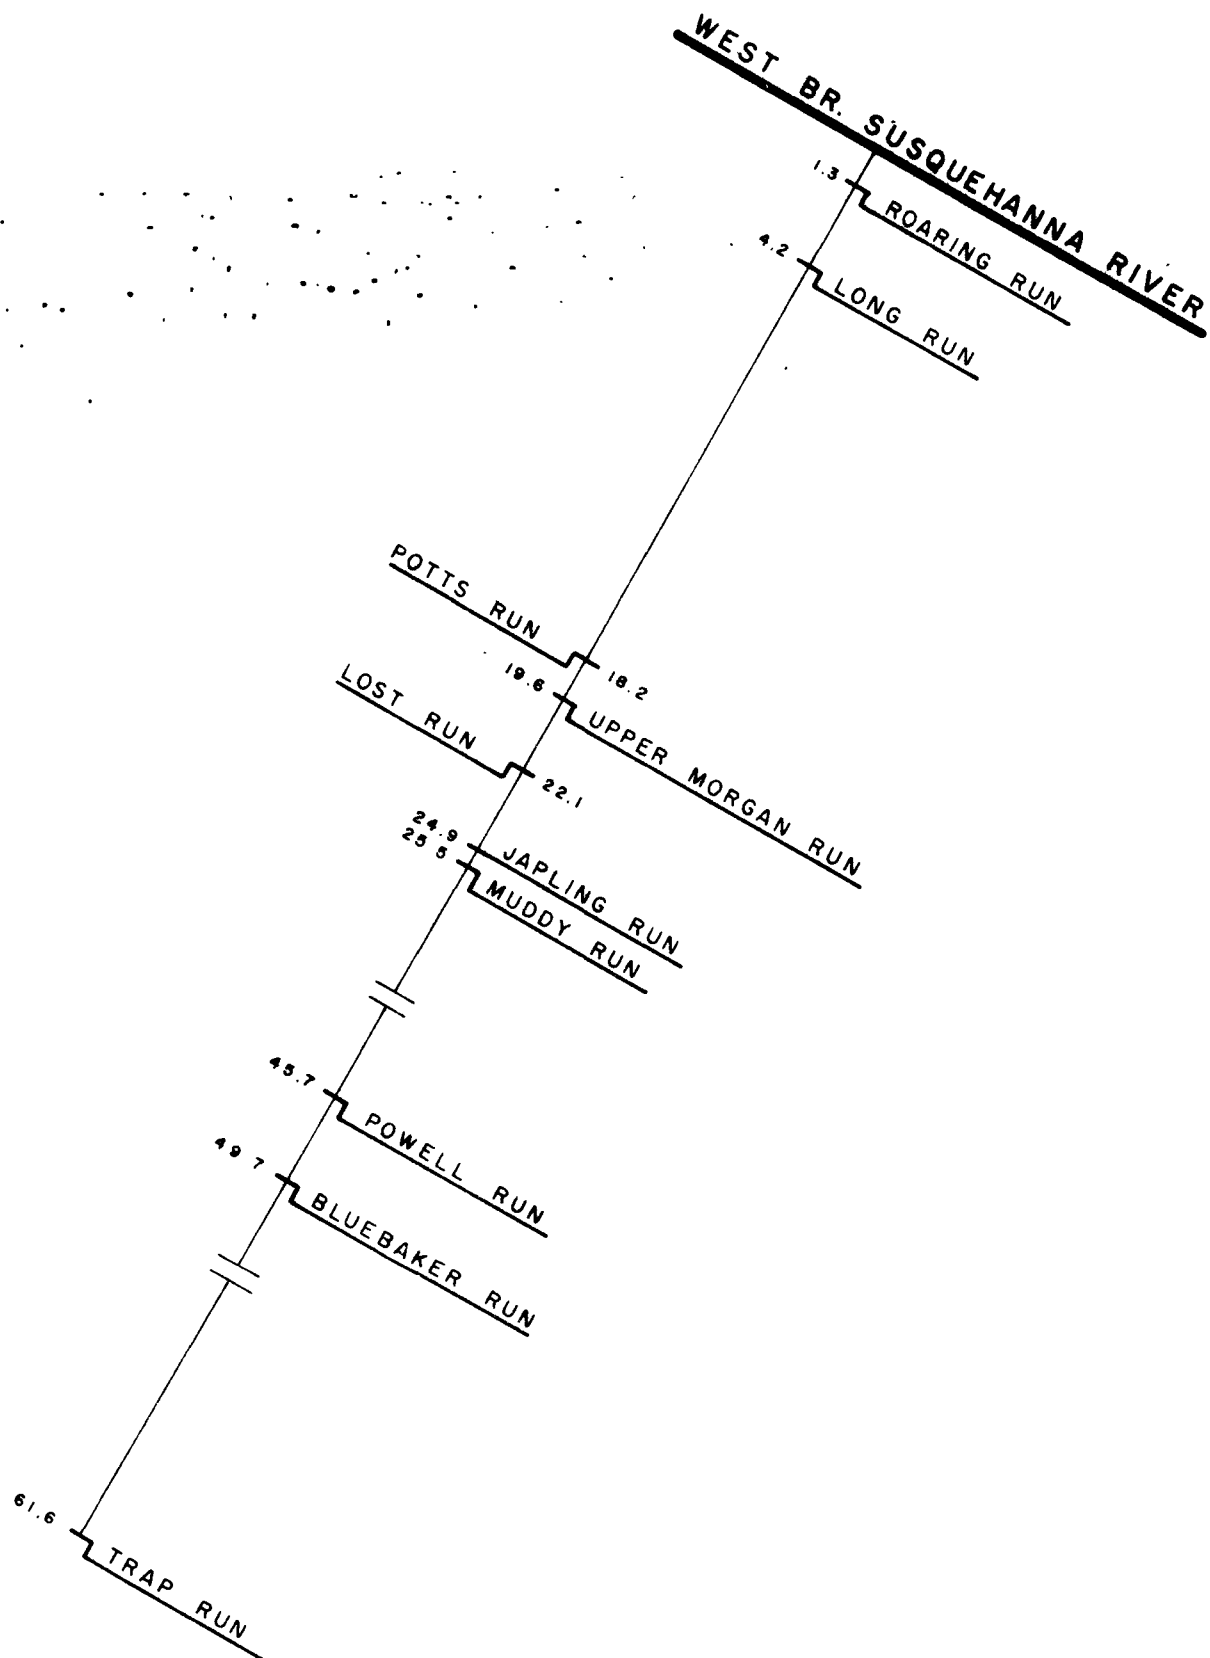 WEST BR. SUSQUEHANNA RIVER
1.3
ROARING RUN
4.2
LONG RUN
POTTS RUN
18.2
19.6
UPPER MORGAN RUN
LOST RUN
22.1
24.9
JAPLING RUN
25 5
MUDDY RUN
45.7
POWELL RUN
49 7
BLUEBAKER RUN
61.6
TRAP RUN